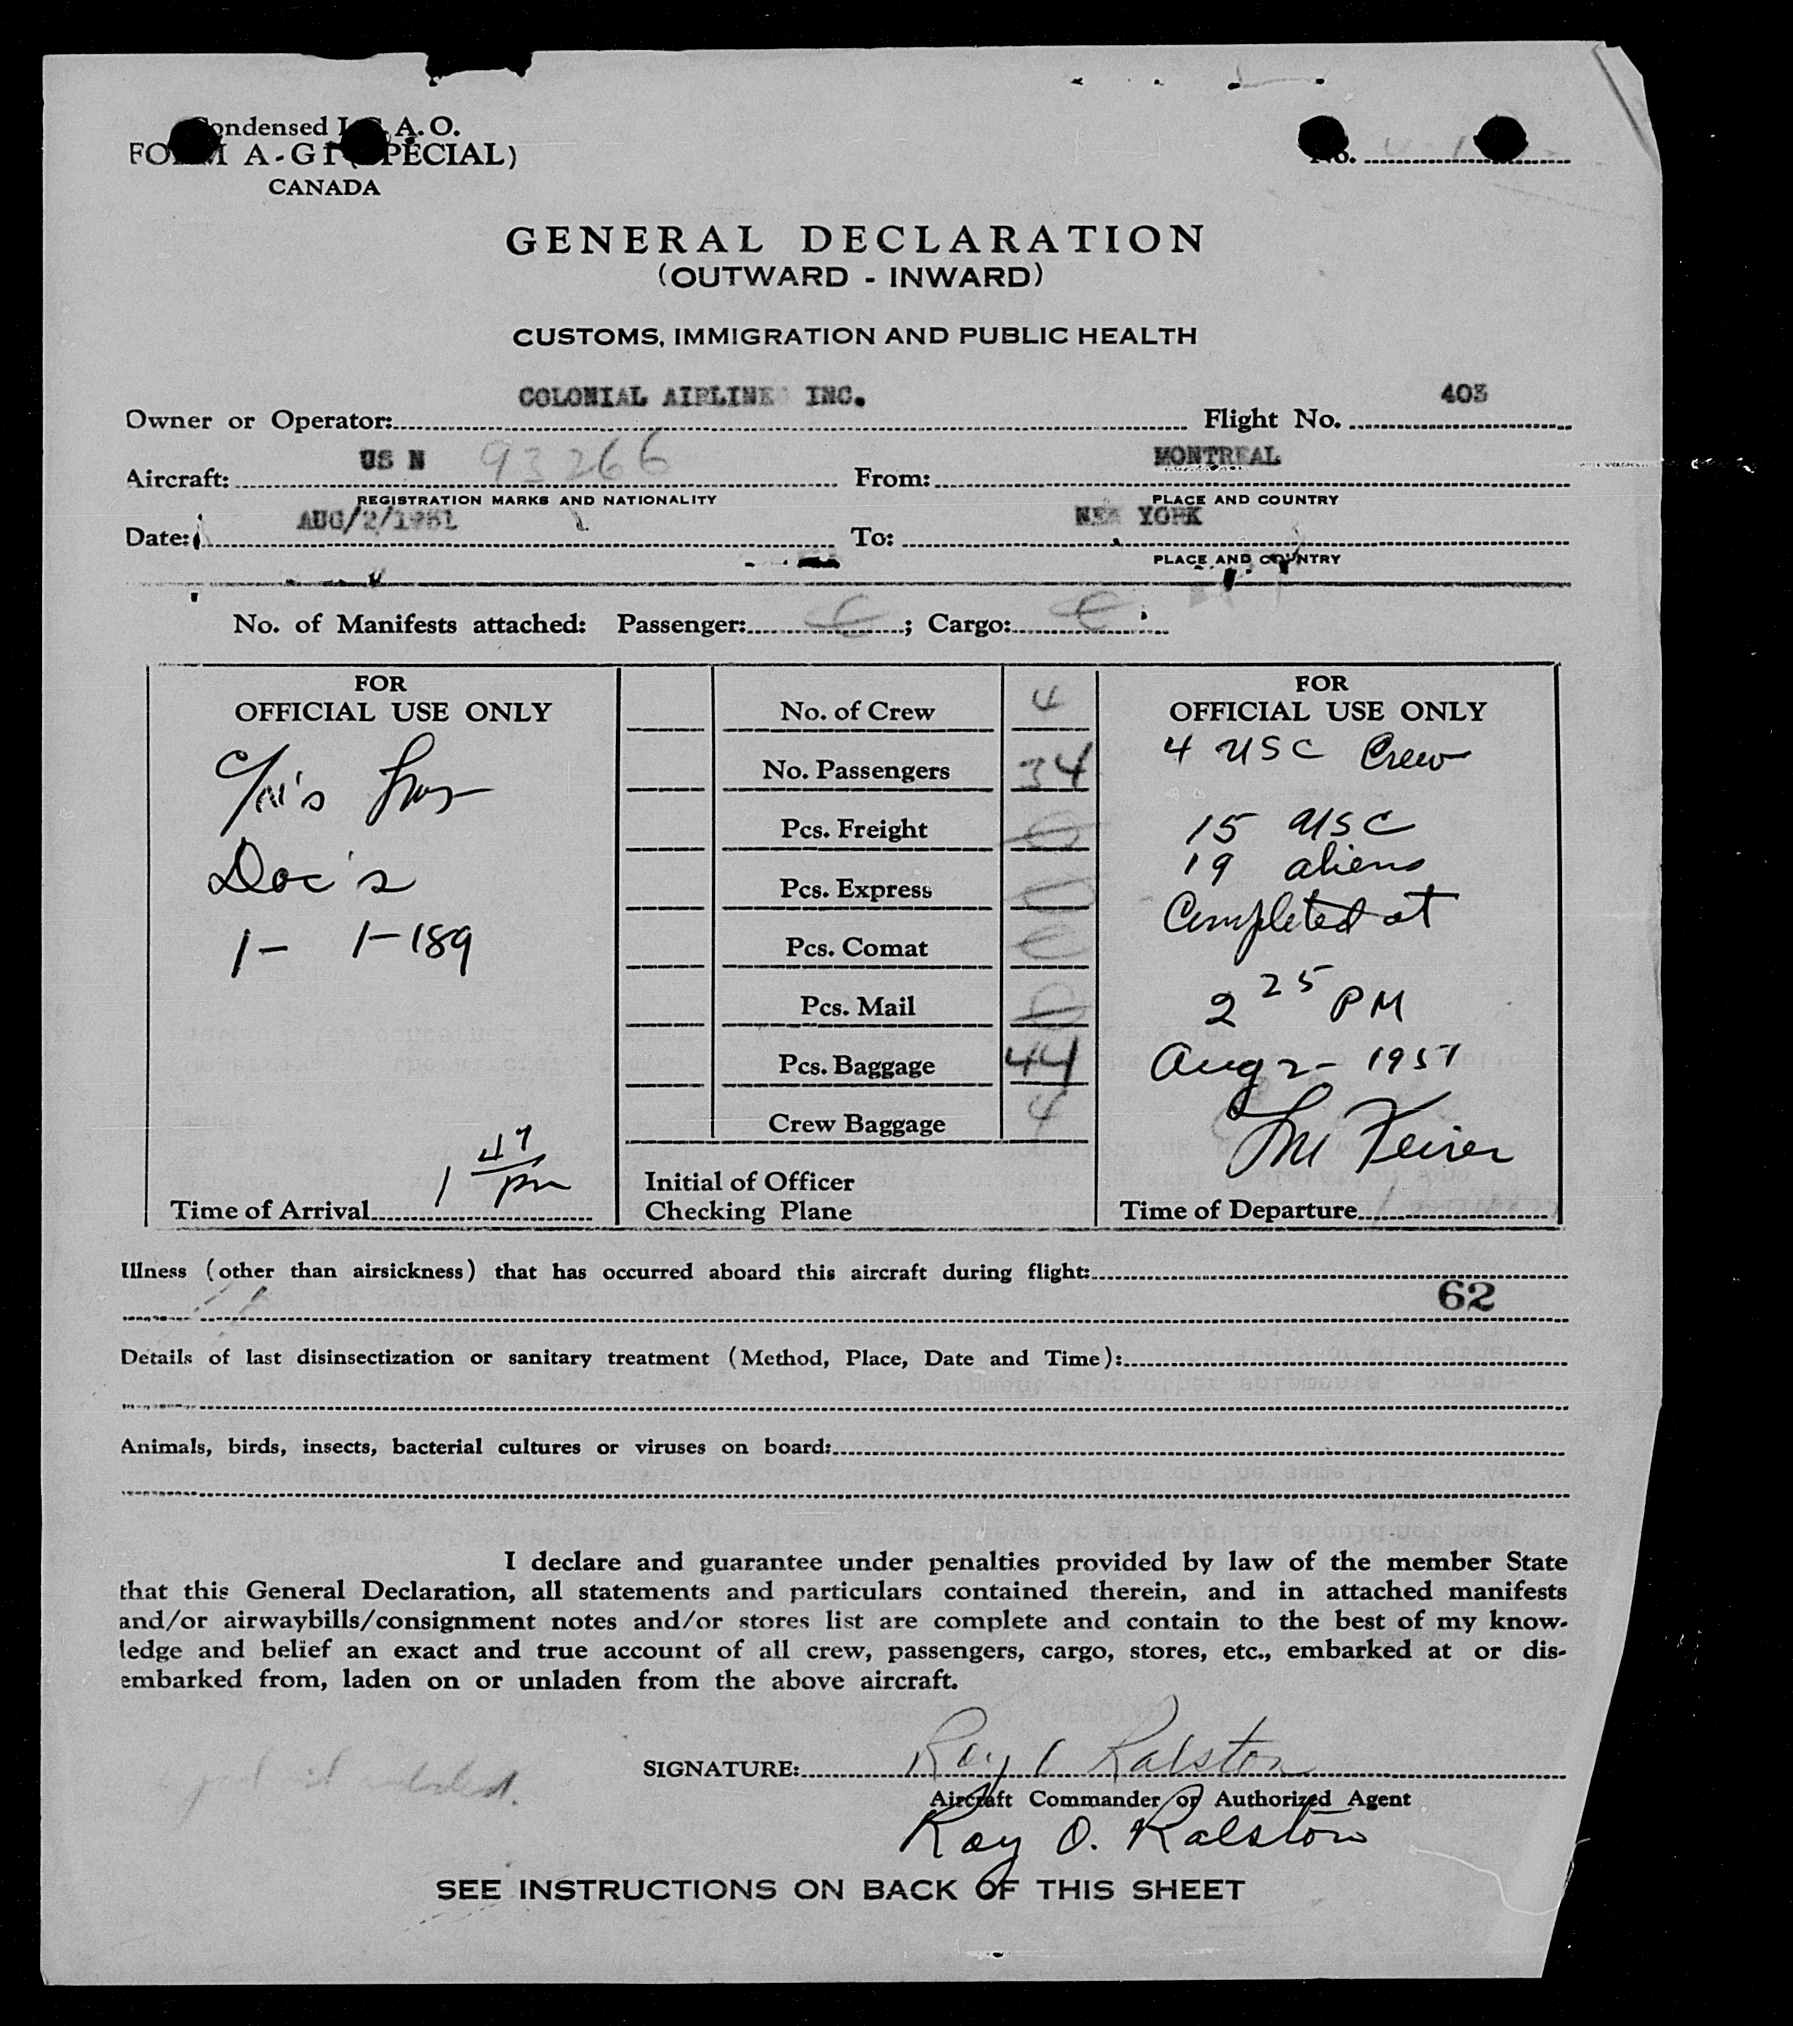 Condensed I. C. A. O.
FORM A-G1 (SPECIAL)
CANADA
No.
GENERAL DECLARATION
(OUTWARD - INWARD)
CUSTOMS, IMMIGRATION AND PUBLIC HEALTH
Owner or Operator: COLONIAL AIRLINES INC. Flight No. 403
Aircraft: US N 93266 From: MONTREAL
REGISTRATION MARKS AND NATIONALITY PLACE AND COUNTRY
Date: AUG/2/1951 To: NEW YORK
PLACE AND COUNTRY
No. of Manifests attached: Passenger: ; Cargo:
FOR
OFFICIAL USE ONLY
Doc's
1- 1-189
1 47
pm
Time of Arrival
No. of Crew 4
No. Passengers 34
Pcs. Freight 0
Pcs. Express 0
Pcs. Comat 0
Pcs. Mail 0
Pcs. Baggage 44
Crew Baggage 4
Initial of Officer
Checking Plane
FOR
OFFICIAL USE ONLY
4 USC Crew
15 USC
19 aliens
Completed at
2 25 PM
Aug 2- 1951
Time of Departure
Illness (other than airsickness) that has occurred aboard this aircraft during flight:
62
Details of last disinsectization or sanitary treatment (Method, Place, Date and Time):
Animals, birds, insects, bacterial cultures or viruses on board:
I declare and guarantee under penalties provided by law of the member State
that this General Declaration, all statements and particulars contained therein, and in attached manifests
and/or airwaybills/consignment notes and/or stores list are complete and contain to the best of my know-
ledge and belief an exact and true account of all crew, passengers, cargo, stores, etc., embarked at or dis-
embarked from, laden on or unladen from the above aircraft.
SIGNATURE: Roy O Ralston
Aircraft Commander or Authorized Agent
Roy O. Ralston
SEE INSTRUCTIONS ON BACK OF THIS SHEET